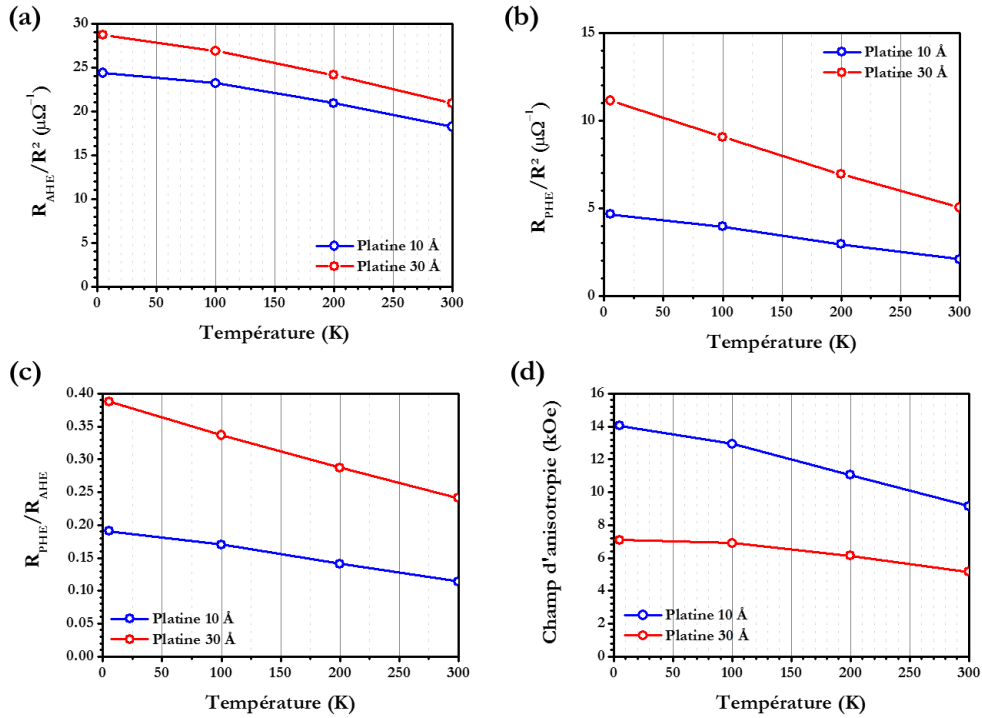 (a)
30
25
20
15
10
5
0
R_AHE/R² (µΩ⁻¹)
Platine 10 Å
Platine 30 Å
0 50 100 150 200 250 300
Température (K)
(b)
15
10
5
0
R_PHE/R² (µΩ⁻¹)
Platine 10 Å
Platine 30 Å
0 50 100 150 200 250 300
Température (K)
(c)
0.40
0.35
0.30
0.25
0.20
0.15
0.10
0.05
0.00
R_PHE/R_AHE
Platine 10 Å
Platine 30 Å
0 50 100 150 200 250 300
Température (K)
(d)
16
14
12
10
8
6
4
2
0
Champ d'anisotropie (kOe)
Platine 10 Å
Platine 30 Å
0 50 100 150 200 250 300
Température (K)